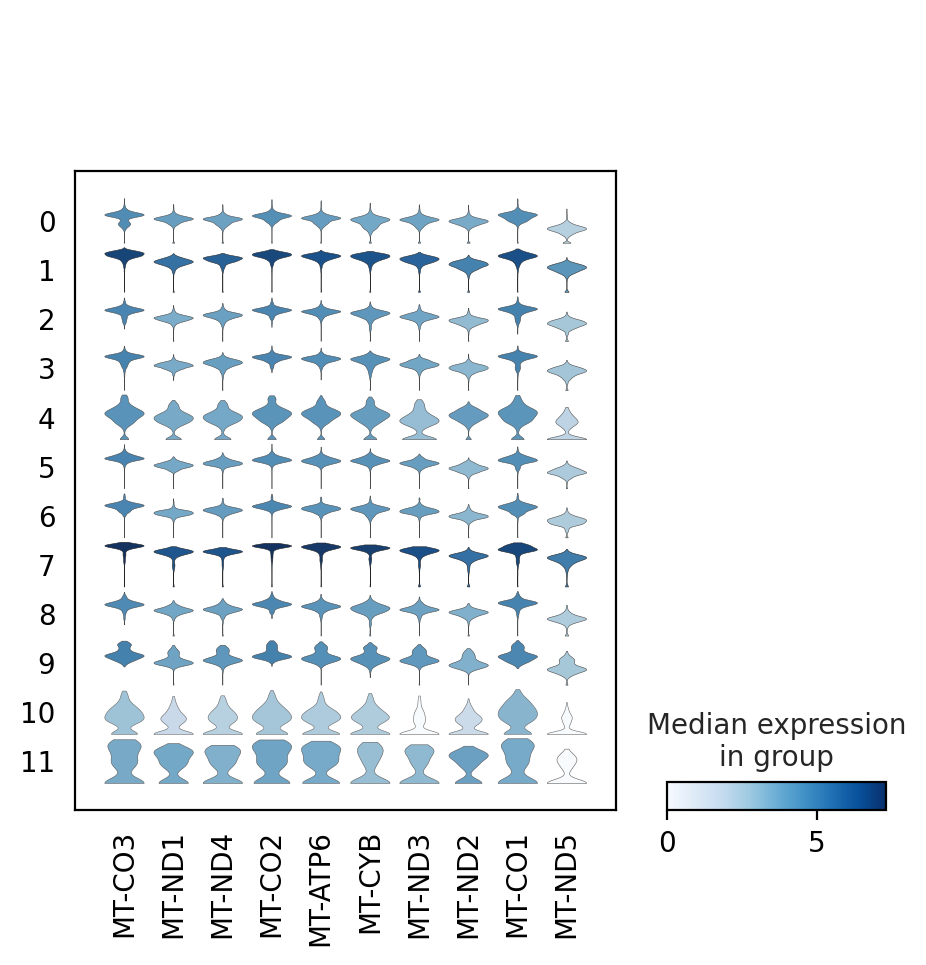 0
1
2
3
4
5
6
7
8
9
10
11
MT-CO3
MT-ND1
MT-ND4
MT-CO2
MT-ATP6
MT-CYB
MT-ND3
MT-ND2
MT-CO1
MT-ND5
Median expression
in group
0 5